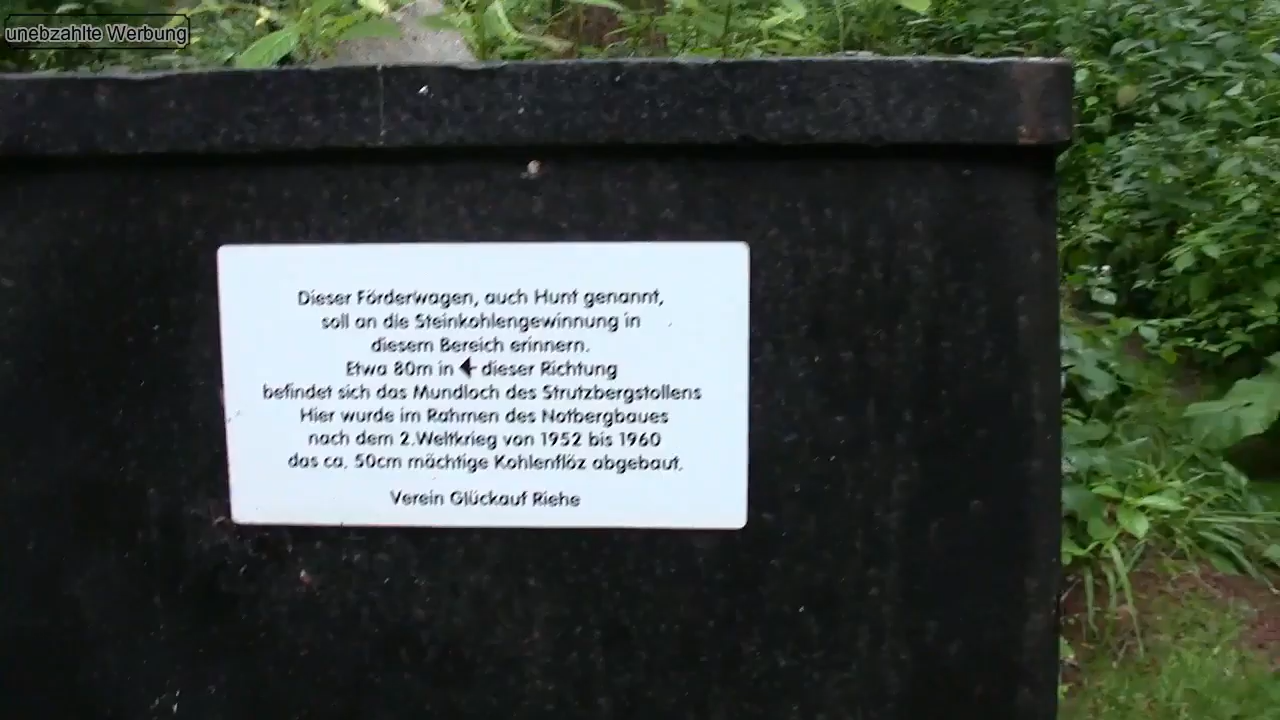 unebzahlte Werbung
Dieser Förderwagen, auch Hunt genannt,
soll an die Steinkohlengewinnung in
diesem Bereich erinnern.
Etwa 80m in dieser Richtung
befindet sich das Mundloch des Strutzbergstollens
Hier wurde im Rahmen des Notbergbaues
nach dem 2.Weltkrieg von 1952 bis 1960
das ca. 50cm mächtige Kohlenflöz abgebaut.
Verein Glückauf Riehe